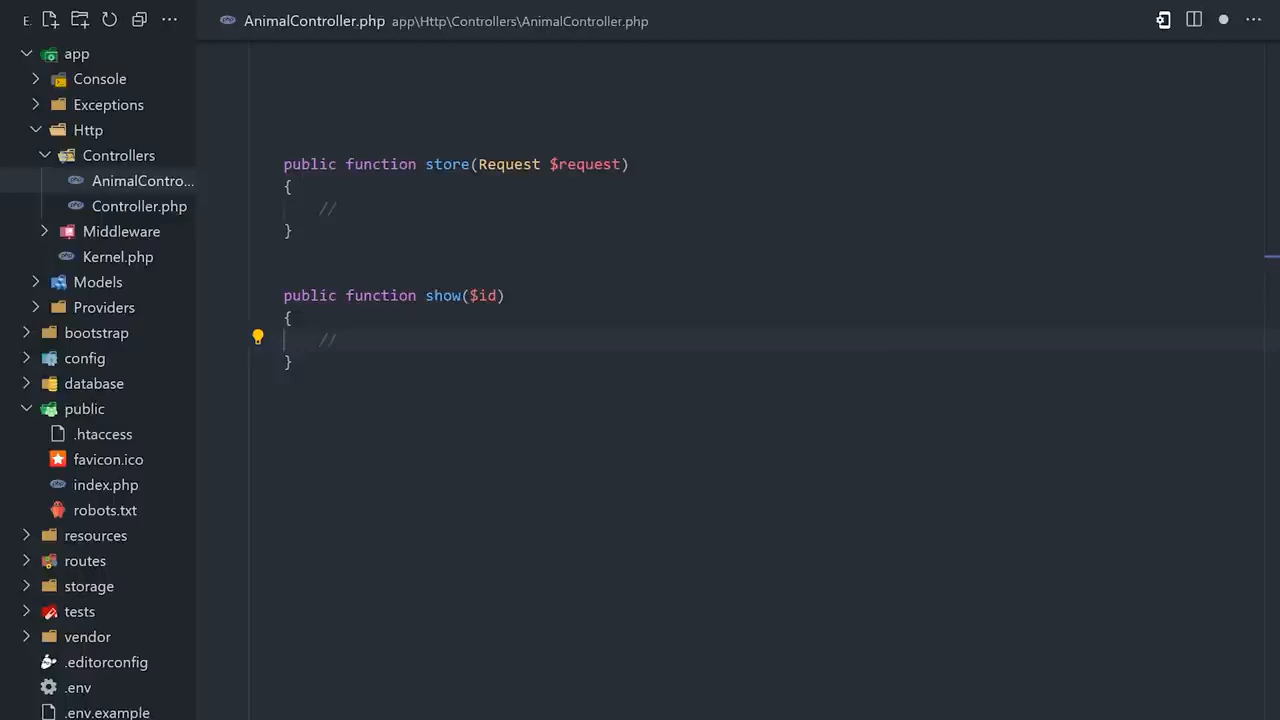 E.
AnimalController.php app\Http\Controllers\AnimalController.php
app
Console
Exceptions
Http
Controllers
AnimalContro...
Controller.php
Middleware
Kernel.php
Models
Providers
bootstrap
config
database
public
.htaccess
favicon.ico
index.php
robots.txt
resources
routes
storage
tests
vendor
.editorconfig
.env
.env.example
public function store(Request $request)
{
//
}
public function show($id)
{
//
}